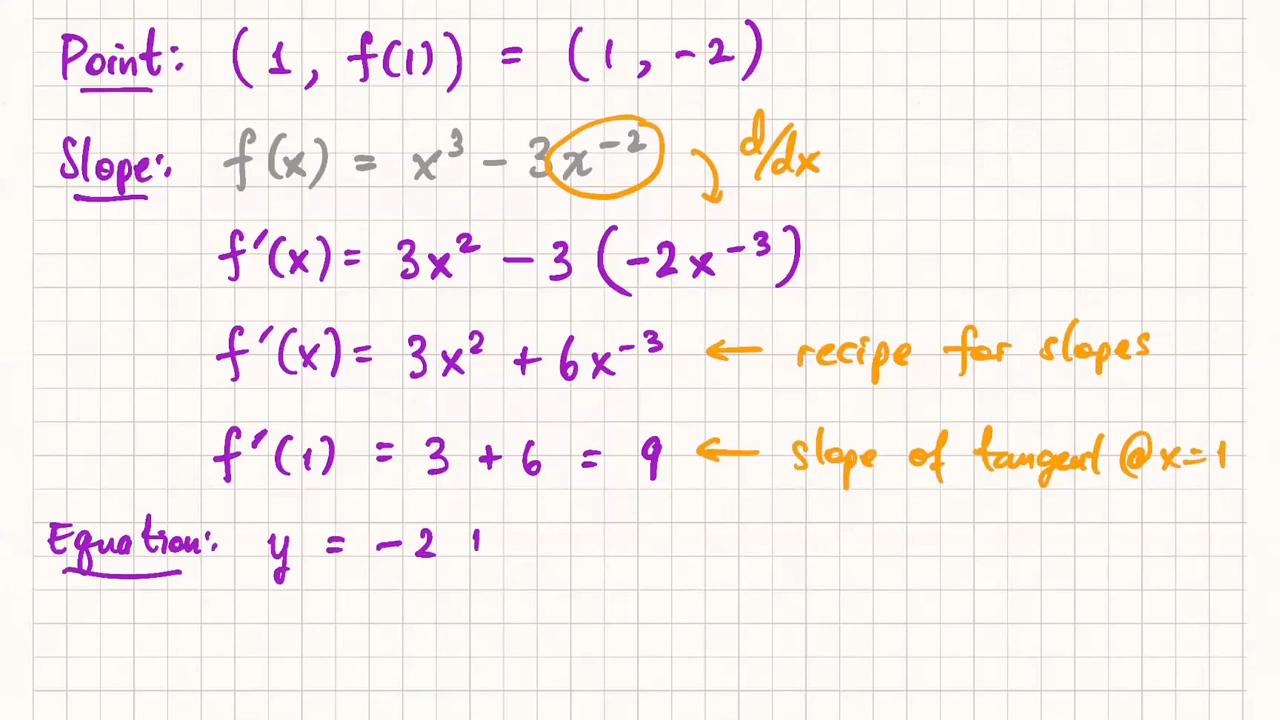 Point: (1, f(1)) = (1, -2)
Slope: f(x) = x³ - 3x⁻² d/dx
f'(x) = 3x² - 3(-2x⁻³)
f'(x) = 3x² + 6x⁻³ ← recipe for slopes
f'(1) = 3 + 6 = 9 ← slope of tangent @ x=1
Equation: y = -2 ı